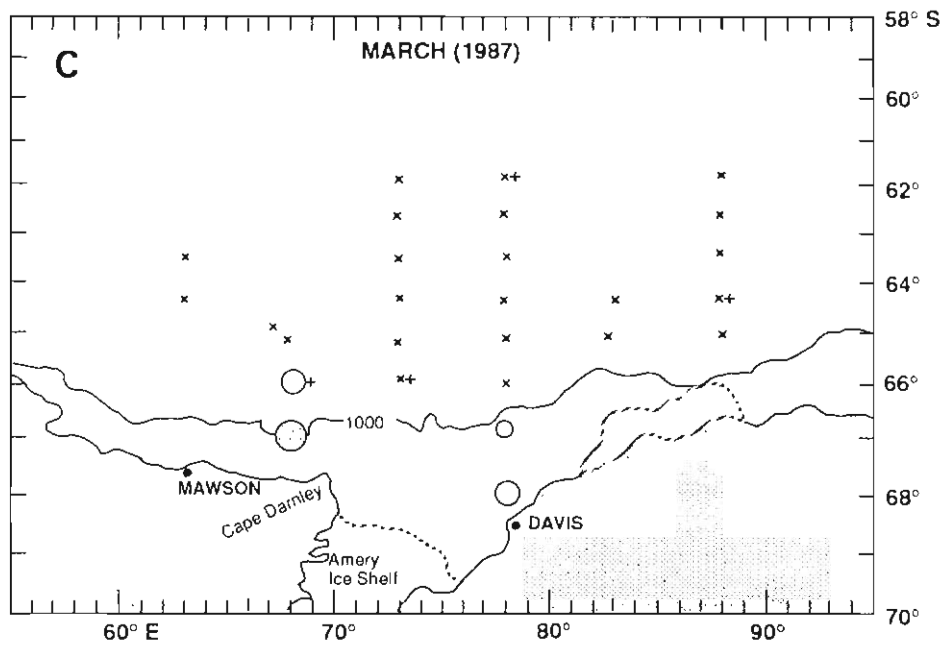 C
MARCH (1987)
58° S
60°
62°
64°
66°
1000
MAWSON
68°
Cape Darnley
DAVIS
Amery
Ice Shelf
70°
60° E
70°
80°
90°